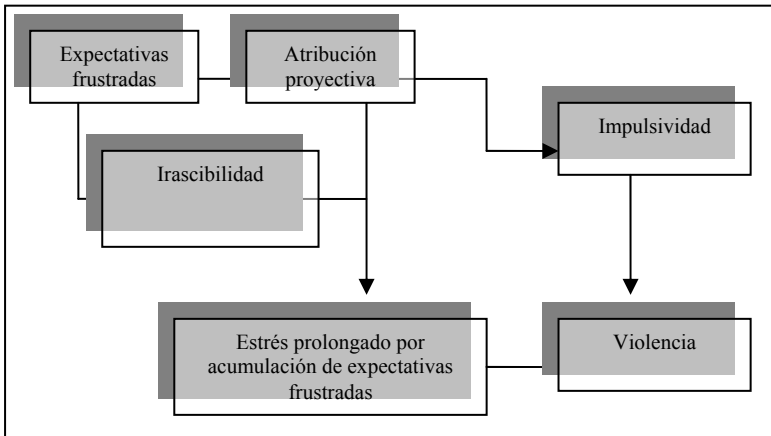 Expectativas
frustradas
Atribución
proyectiva
Impulsividad
Irascibilidad
Estrés prolongado por
acumulación de expectativas
frustradas
Violencia